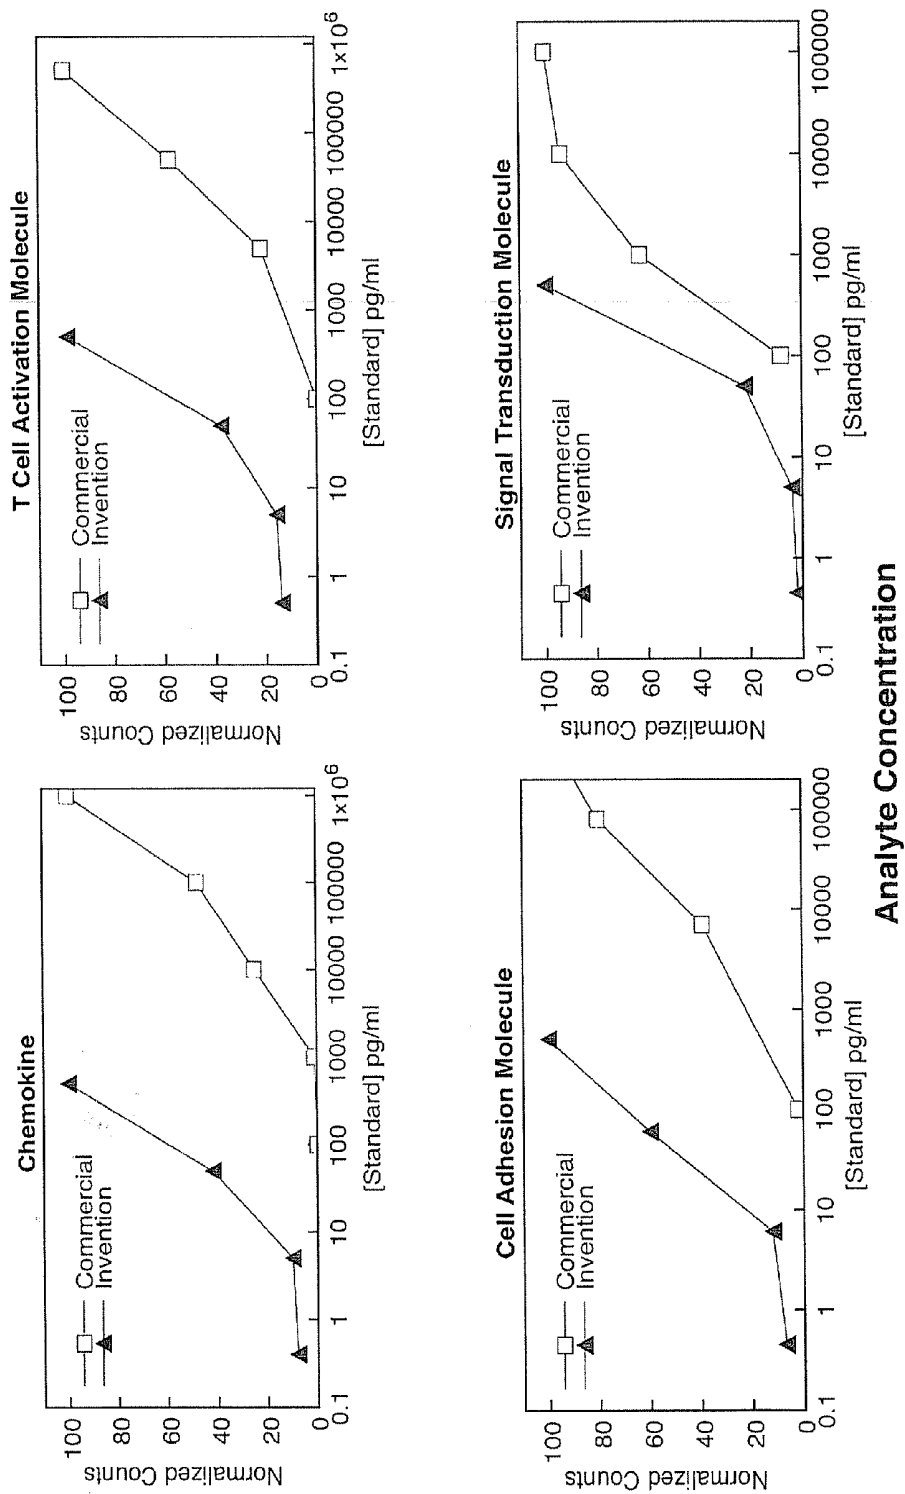 Chemokine
Normalized Counts
100
80
60
40
20
0
Commercial
Invention
0.1
1
10
100
1000
10000
100000
1x10⁶
[Standard] pg/ml
T Cell Activation Molecule
Normalized Counts
100
80
60
40
20
0
Commercial
Invention
0.1
1
10
100
1000
10000
100000
1x10⁶
[Standard] pg/ml
Cell Adhesion Molecule
Normalized Counts
100
80
60
40
20
0
Commercial
Invention
0.1
1
10
100
1000
10000
100000
[Standard] pg/ml
Signal Transduction Molecule
Normalized Counts
100
80
60
40
20
0
Commercial
Invention
0.1
1
10
100
1000
10000
100000
[Standard] pg/ml
Analyte Concentration